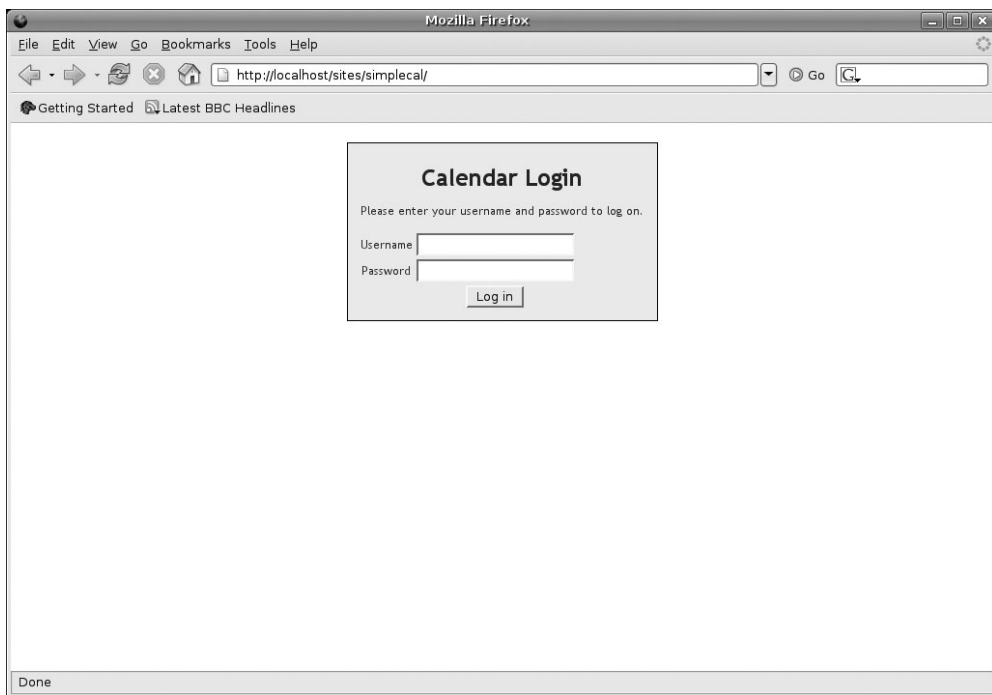 Mozilla Firefox
File Edit View Go Bookmarks Tools Help
http://localhost/sites/simplecal/ Go G
Getting Started Latest BBC Headlines
Calendar Login
Please enter your username and password to log on.
Username
Password
Log in
Done